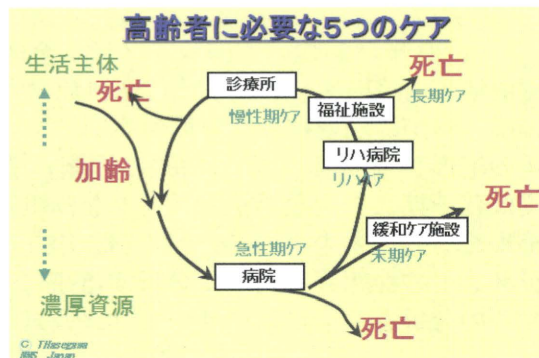 高齢者に必要な5つのケア
生活主体
死亡
診療所
死亡
慢性期ケア
福祉施設
長期ケア
加齢
リハ病院
リハケア
死亡
急性期ケア
緩和ケア施設
病院
末期ケア
濃厚資源
死亡
C THasegawa
NMS Japan